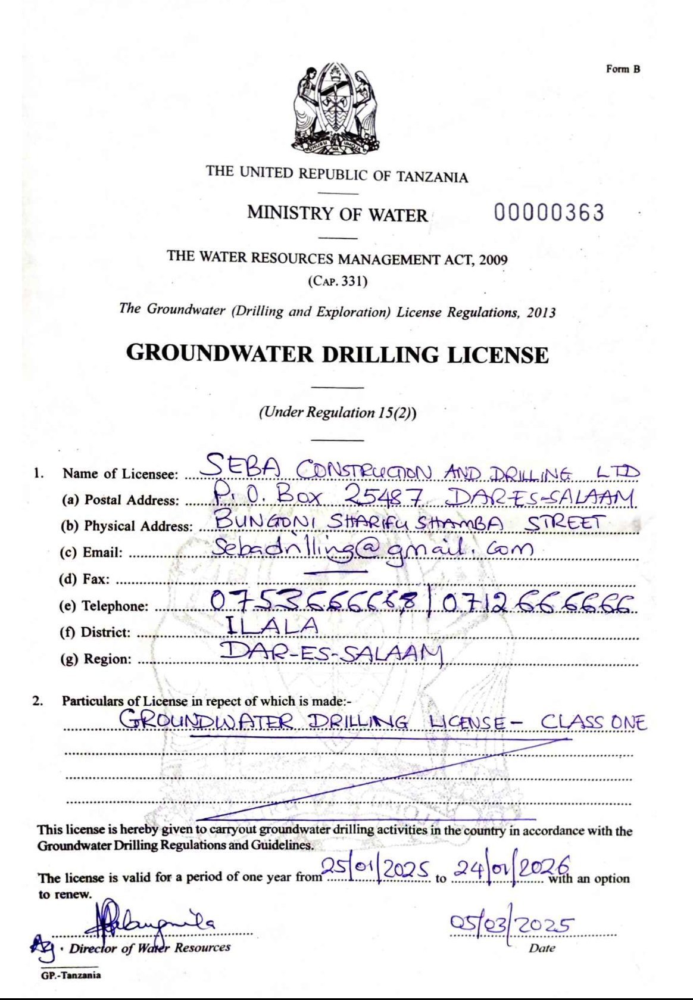 Form B
UHURU NA UMOJA
THE UNITED REPUBLIC OF TANZANIA
MINISTRY OF WATER 00000363
THE WATER RESOURCES MANAGEMENT ACT, 2009
(CAP. 331)
The Groundwater (Drilling and Exploration) License Regulations, 2013
GROUNDWATER DRILLING LICENSE
(Under Regulation 15(2))
1. Name of Licensee: SEBA CONSTRUCTION AND DRILLING LTD
(a) Postal Address: P. O. Box 25487 DAR-ES-SALAAM
(b) Physical Address: BUNGONI SHARIFU SHAMBA STREET
(c) Email: sebadrilling@gmail.com
(d) Fax:
(e) Telephone: 0753666668 | 0712666666
(f) District: ILALA
(g) Region: DAR-ES-SALAAM
2. Particulars of License in repect of which is made:-
GROUNDWATER DRILLING LICENSE - CLASS ONE
This license is hereby given to carryout groundwater drilling activities in the country in accordance with the
Groundwater Drilling Regulations and Guidelines.
The license is valid for a period of one year from 25/01/2025 to 24/01/2026 with an option
to renew.
05/03/2025
Ag. Director of Water Resources
Date
GP.-Tanzania